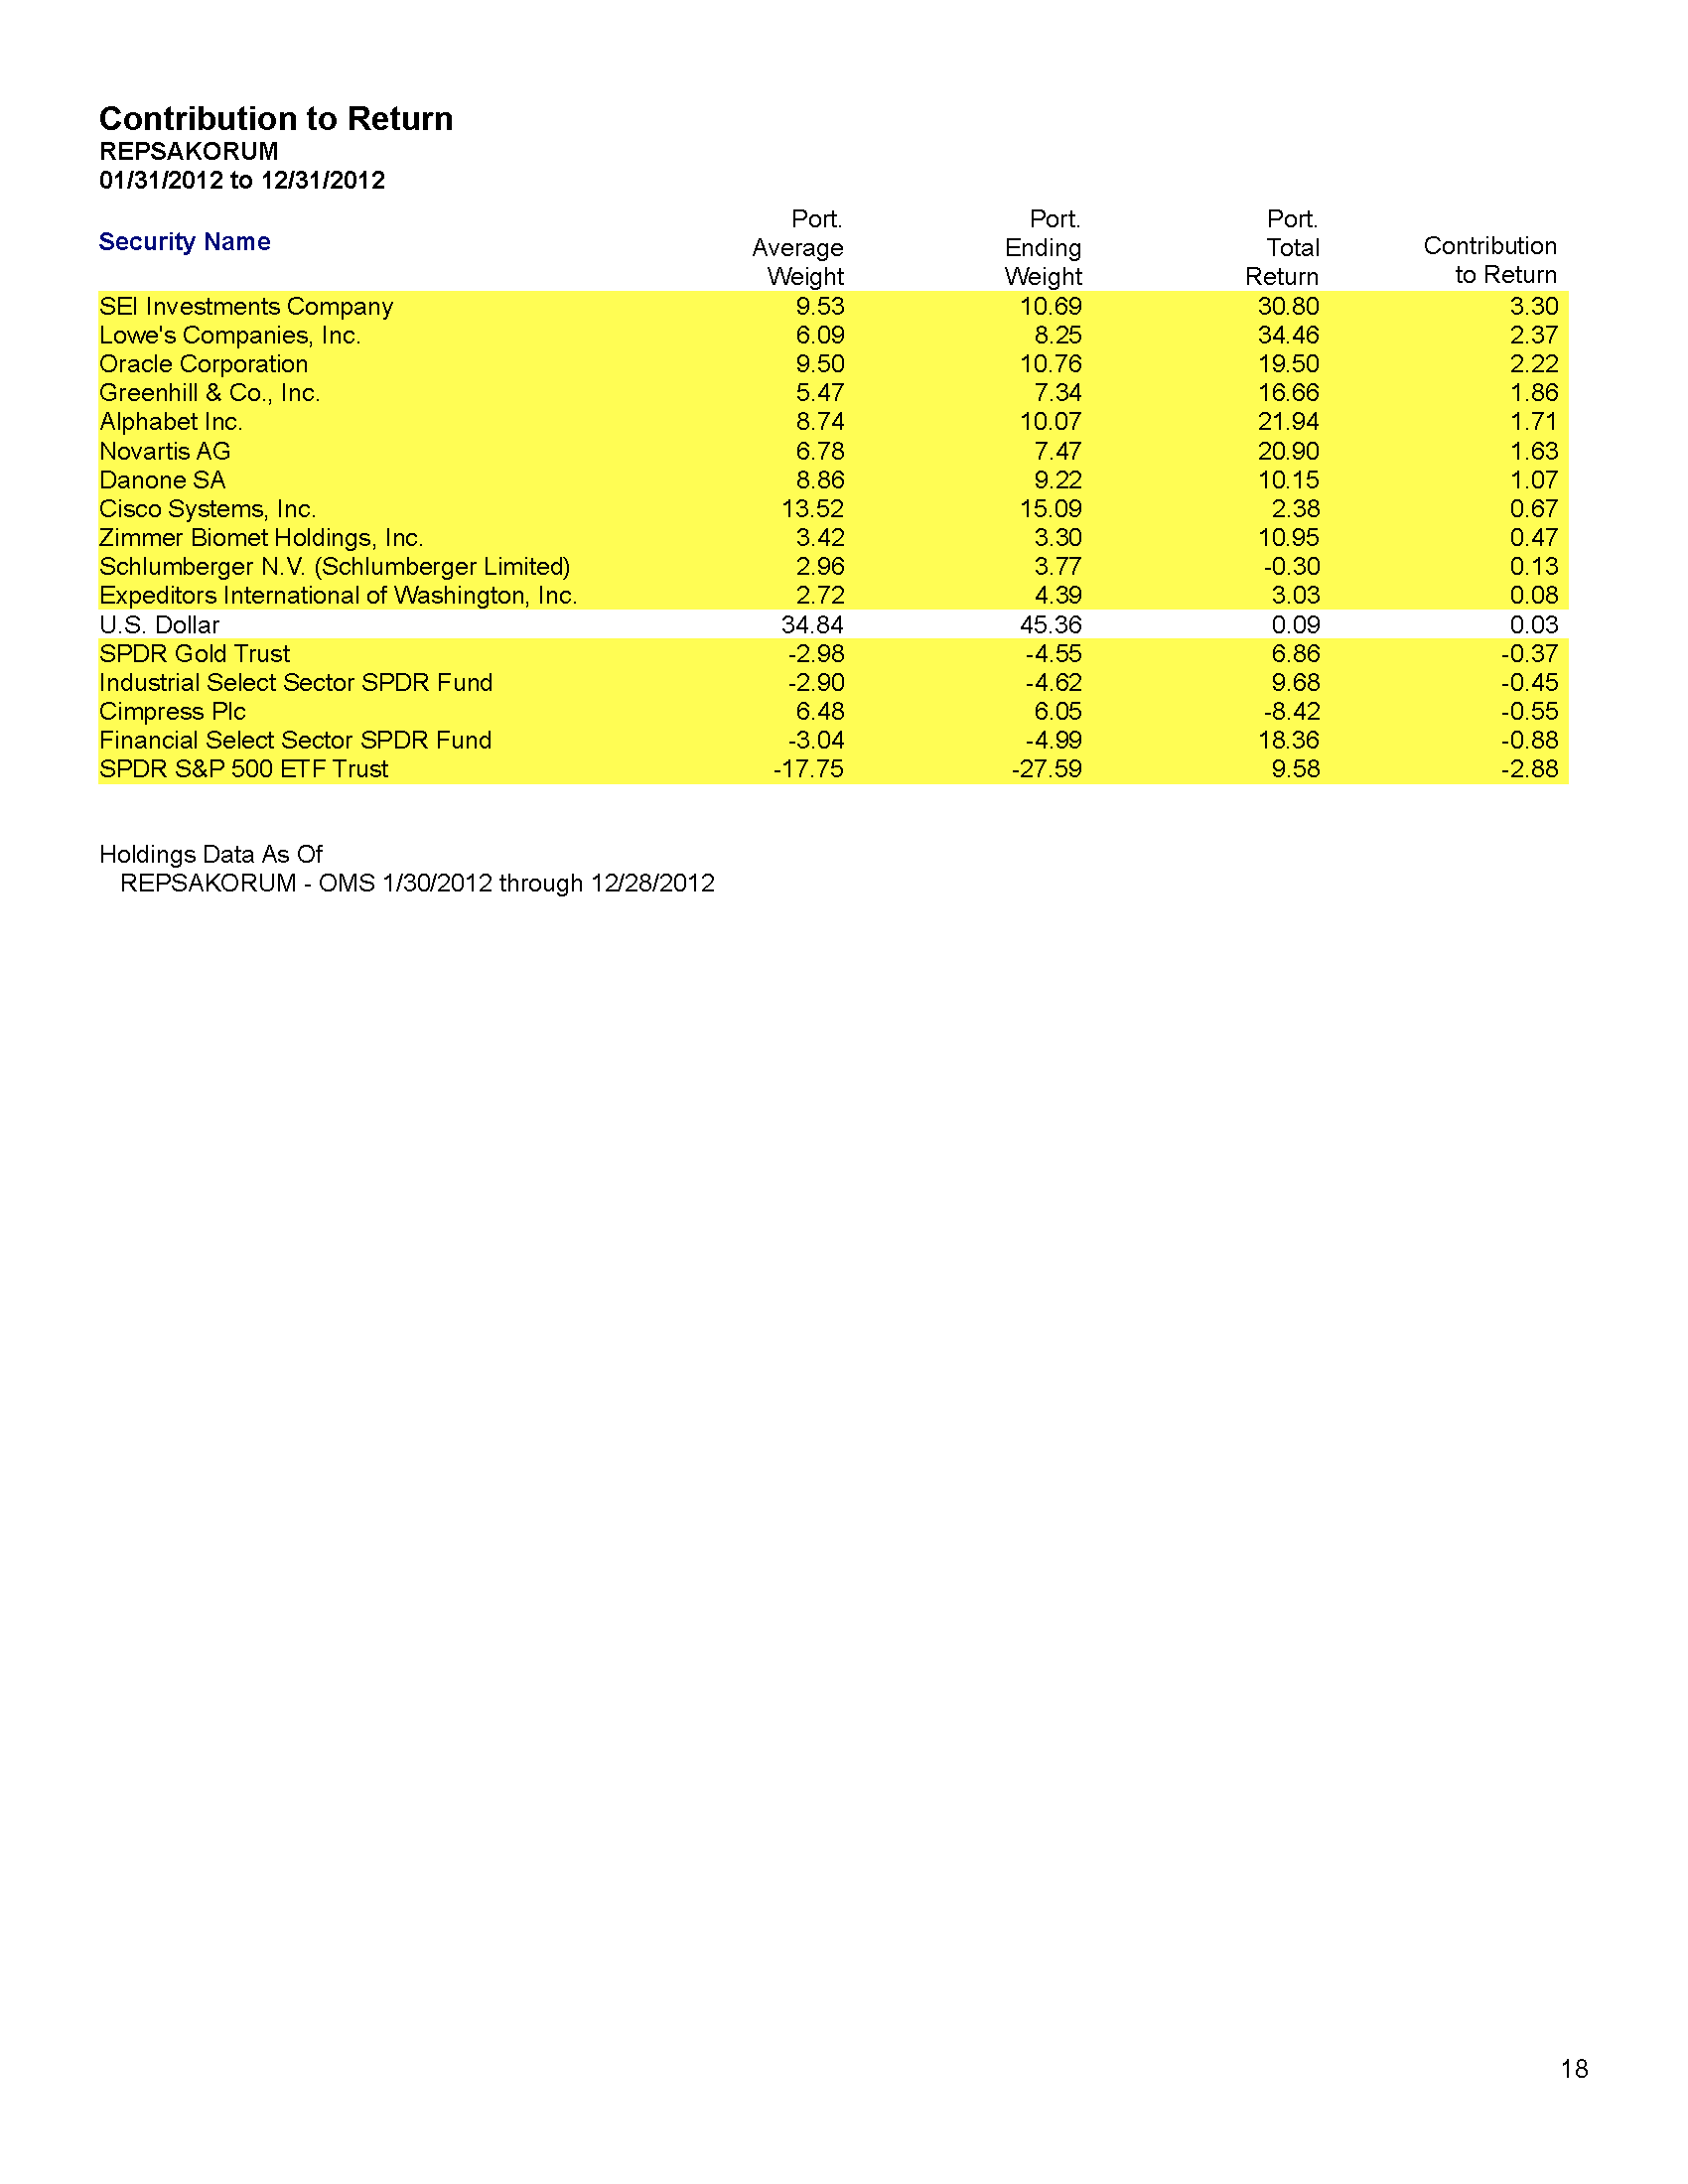 Contribution to Return
REPSAKORUM
01/31/2012 to 12/31/2012
Security Name Port. Average Weight Port. Ending Weight Port. Total Return Contribution to Return
SEI Investments Company 9.53 10.69 30.80 3.30
Lowe's Companies, Inc. 6.09 8.25 34.46 2.37
Oracle Corporation 9.50 10.76 19.50 2.22
Greenhill & Co., Inc. 5.47 7.34 16.66 1.86
Alphabet Inc. 8.74 10.07 21.94 1.71
Novartis AG 6.78 7.47 20.90 1.63
Danone SA 8.86 9.22 10.15 1.07
Cisco Systems, Inc. 13.52 15.09 2.38 0.67
Zimmer Biomet Holdings, Inc. 3.42 3.30 10.95 0.47
Schlumberger N.V. (Schlumberger Limited) 2.96 3.77 -0.30 0.13
Expeditors International of Washington, Inc. 2.72 4.39 3.03 0.08
U.S. Dollar 34.84 45.36 0.09 0.03
SPDR Gold Trust -2.98 -4.55 6.86 -0.37
Industrial Select Sector SPDR Fund -2.90 -4.62 9.68 -0.45
Cimpress Plc 6.48 6.05 -8.42 -0.55
Financial Select Sector SPDR Fund -3.04 -4.99 18.36 -0.88
SPDR S&P 500 ETF Trust -17.75 -27.59 9.58 -2.88
Holdings Data As Of
REPSAKORUM - OMS 1/30/2012 through 12/28/2012
18